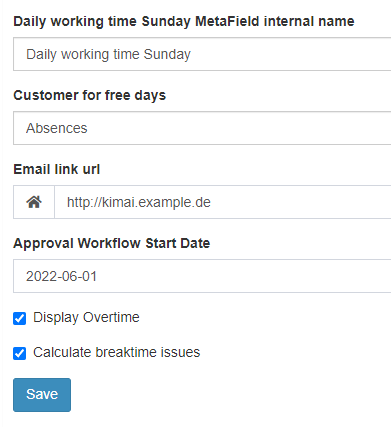 Daily working time Sunday MetaField internal name
Daily working time Sunday
Customer for free days
Absences
Email link url
http://kimai.example.de
Approval Workflow Start Date
2022-06-01
Display Overtime
Calculate breaktime issues
Save